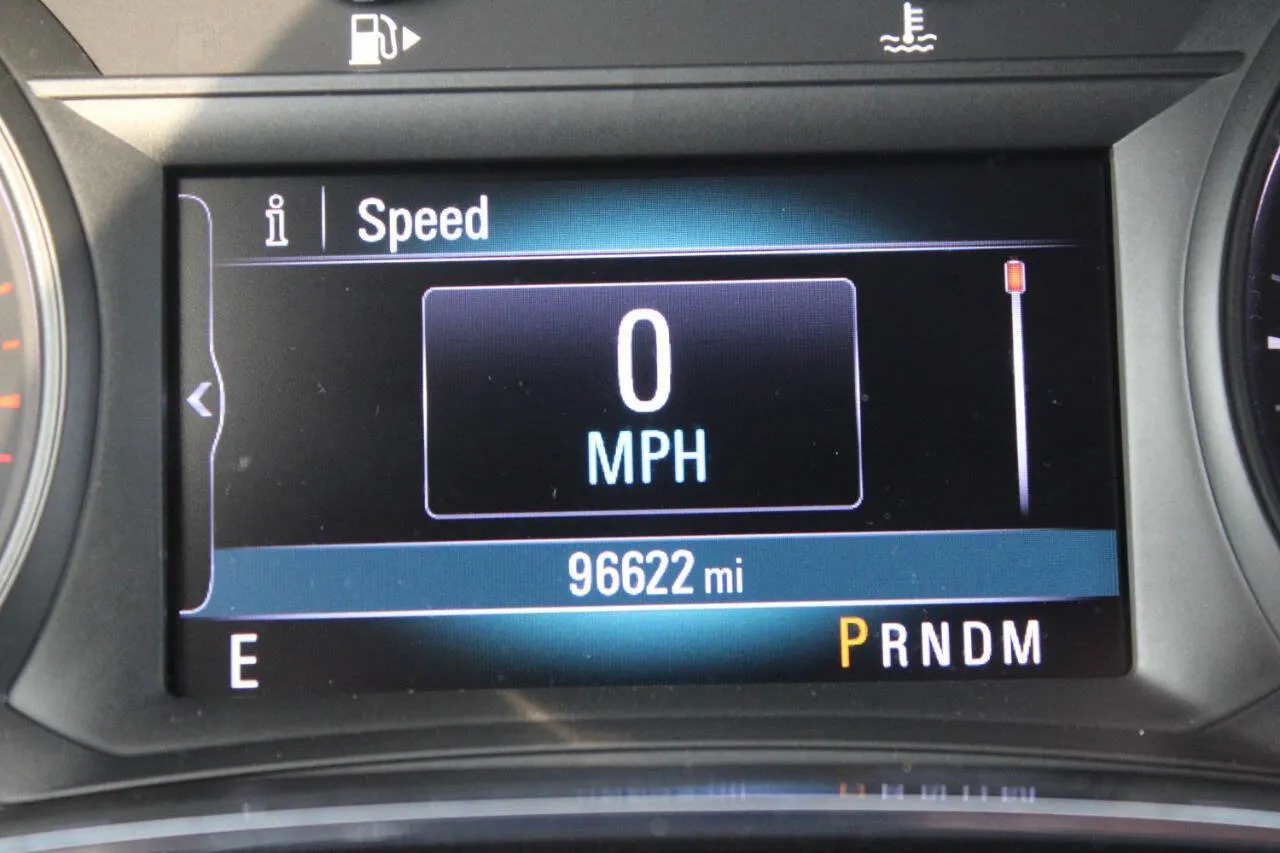 i Speed
0
MPH
96622 mi
E PRNDM